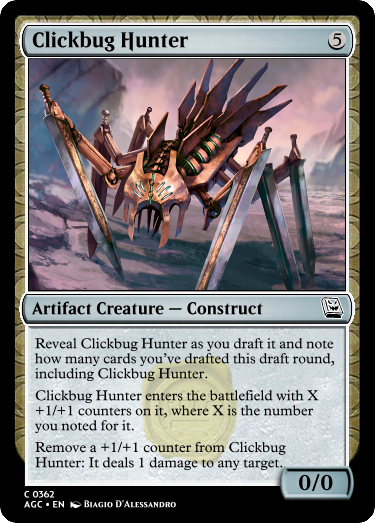 Clickbug Hunter 5
Artifact Creature — Construct
Reveal Clickbug Hunter as you draft it and note
how many cards you've drafted this draft round,
including Clickbug Hunter.
Clickbug Hunter enters the battlefield with X
+1/+1 counters on it, where X is the number
you noted for it.
Remove a +1/+1 counter from Clickbug
Hunter: It deals 1 damage to any target.
0/0
C 0362
AGC • EN Biagio D'Alessandro